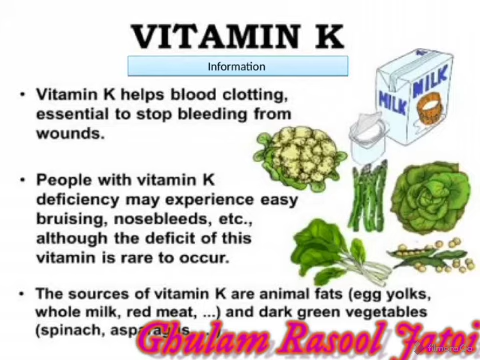 VITAMIN K
Information
• Vitamin K helps blood clotting,
essential to stop bleeding from
wounds.
• People with vitamin K
deficiency may experience easy
bruising, nosebleeds, etc.,
although the deficit of this
vitamin is rare to occur.
• The sources of vitamin K are animal fats (egg yolks,
whole milk, red meat, ...) and dark green vegetables
(spinach, asparagus
Ghulam Rasool Jatoi
MILK
MILK